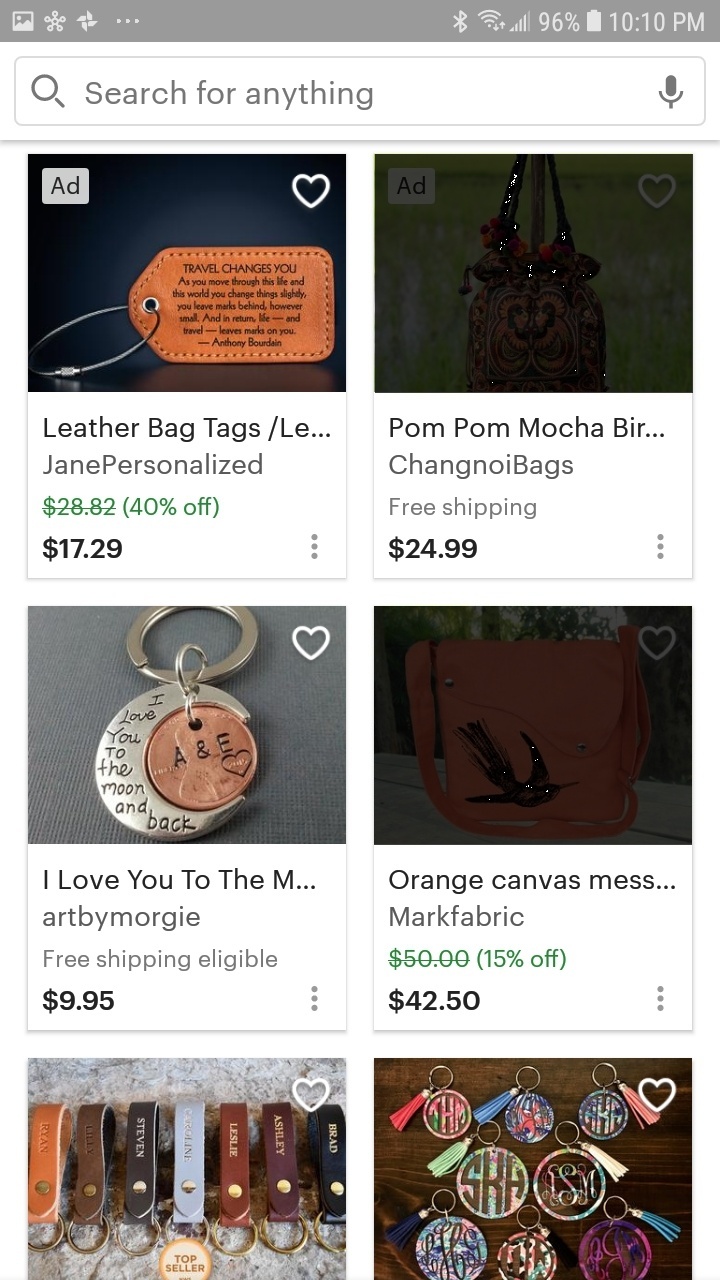 96% 10:10 PM
Search for anything
Ad
TRAVEL CHANGES YOU
As you move through this life and
this world you change things slightly,
you leave marks behind, however
small. And in return, life — and
travel — leaves marks on you.
— Anthony Bourdain
Leather Bag Tags /Le...
JanePersonalized
$28.82 (40% off)
$17.29
Ad
Pom Pom Mocha Bir...
ChangnoiBags
Free shipping
$24.99
I
Love
You
To
the
moon
and
back
A & E
I Love You To The M...
artbymorgie
Free shipping eligible
$9.95
Orange canvas mess...
Markfabric
$50.00 (15% off)
$42.50
RYAN
STEVEN
CAROLINE
LESLIE
ASHLEY
BRAD
TOP
SELLER